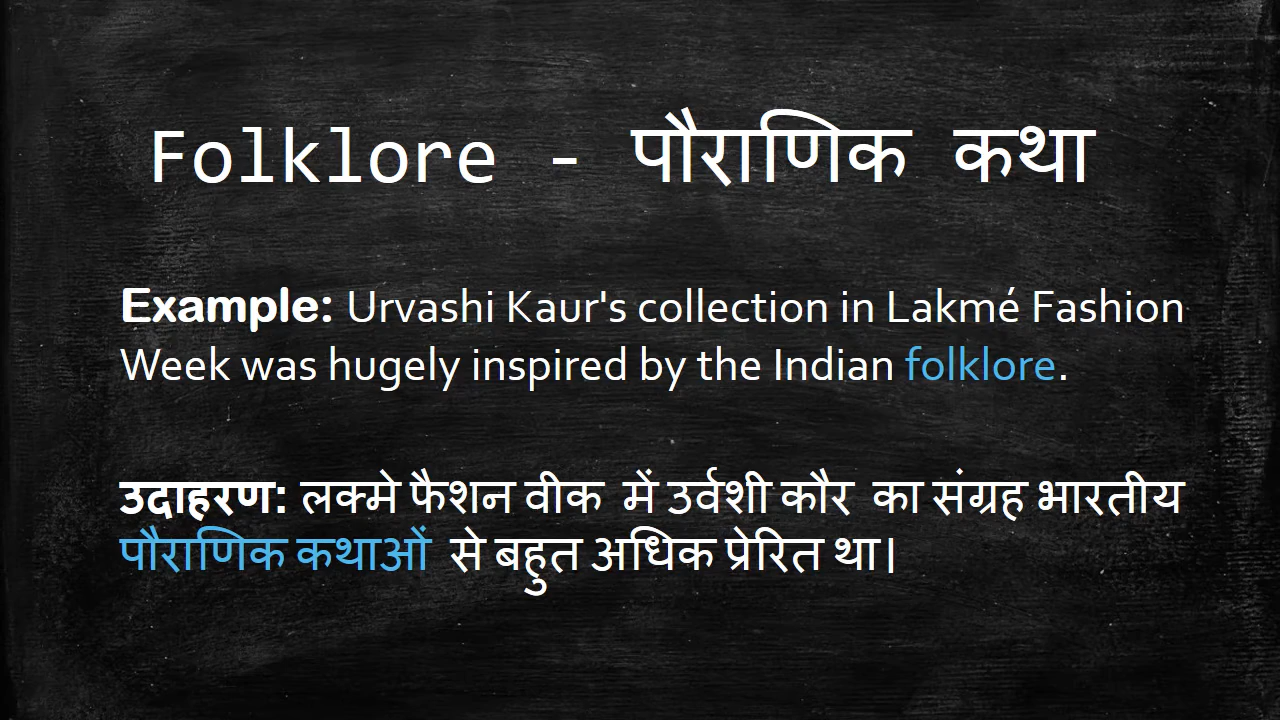 Folklore - पौराणिक कथा
Example: Urvashi Kaur's collection in Lakmé Fashion
Week was hugely inspired by the Indian folklore.
उदाहरण: लक्मे फैशन वीक में उर्वशी कौर का संग्रह भारतीय
पौराणिक कथाओं से बहुत अधिक प्रेरित था।